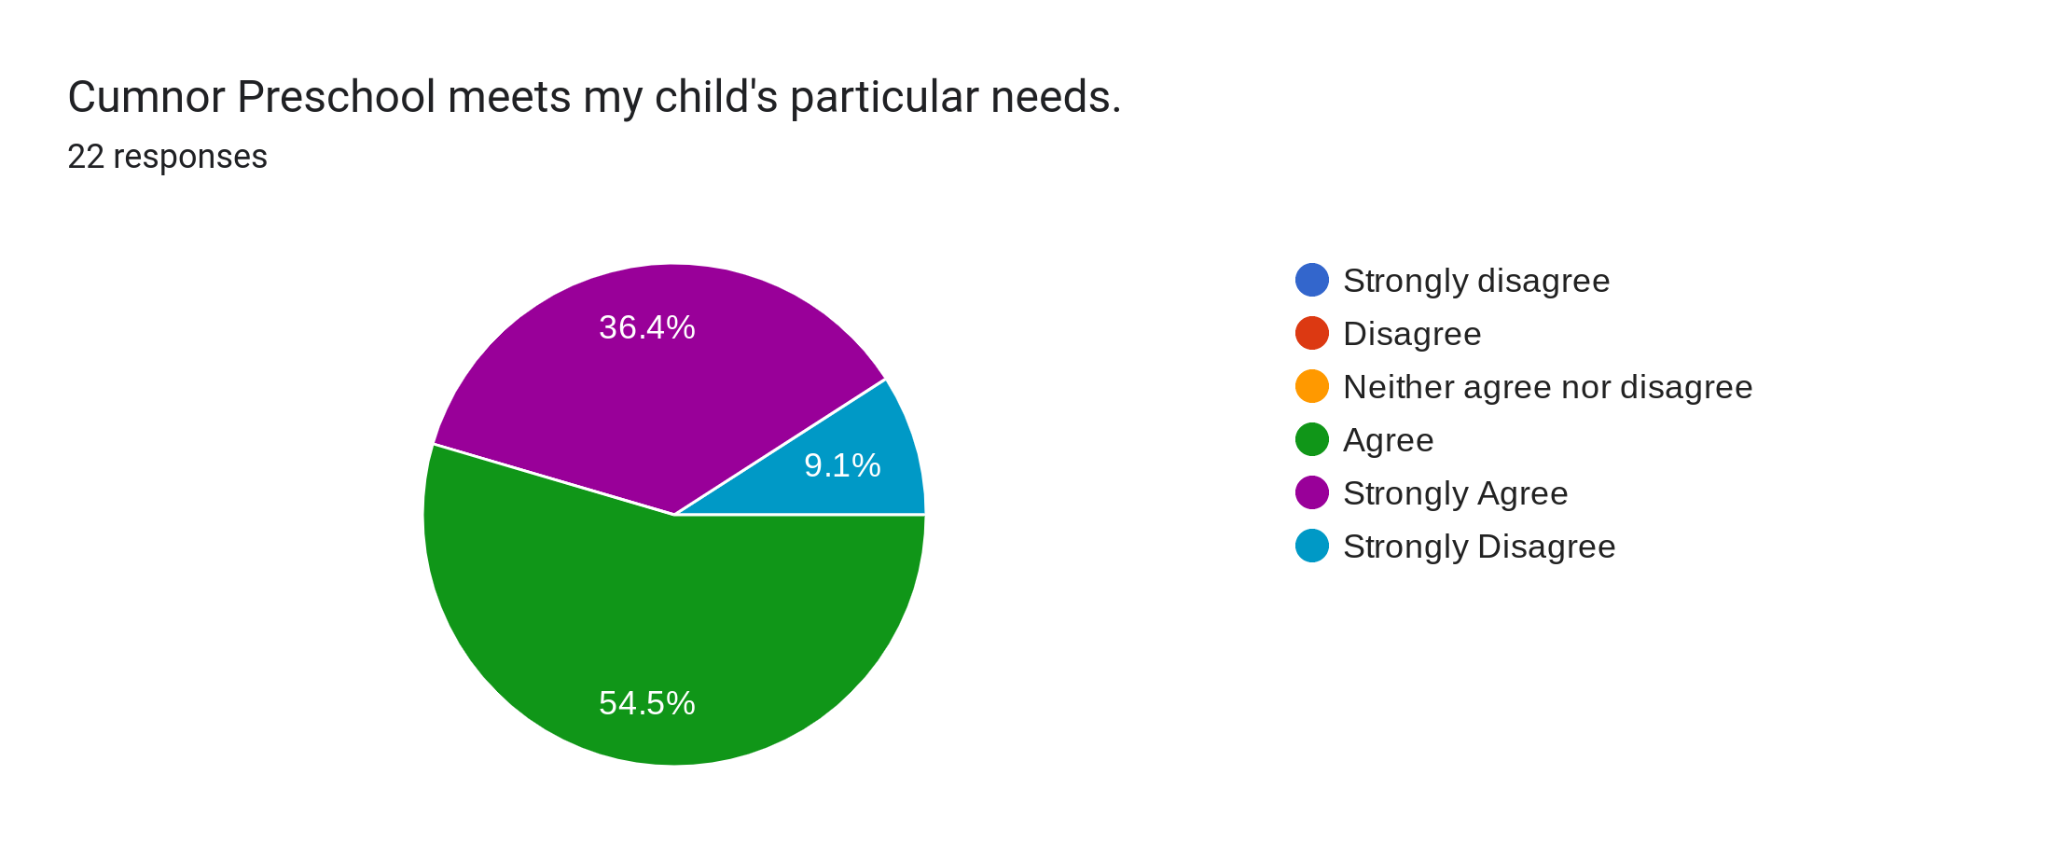 Cumnor Preschool meets my child's particular needs.
22 responses
36.4%
9.1%
54.5%
Strongly disagree
Disagree
Neither agree nor disagree
Agree
Strongly Agree
Strongly Disagree